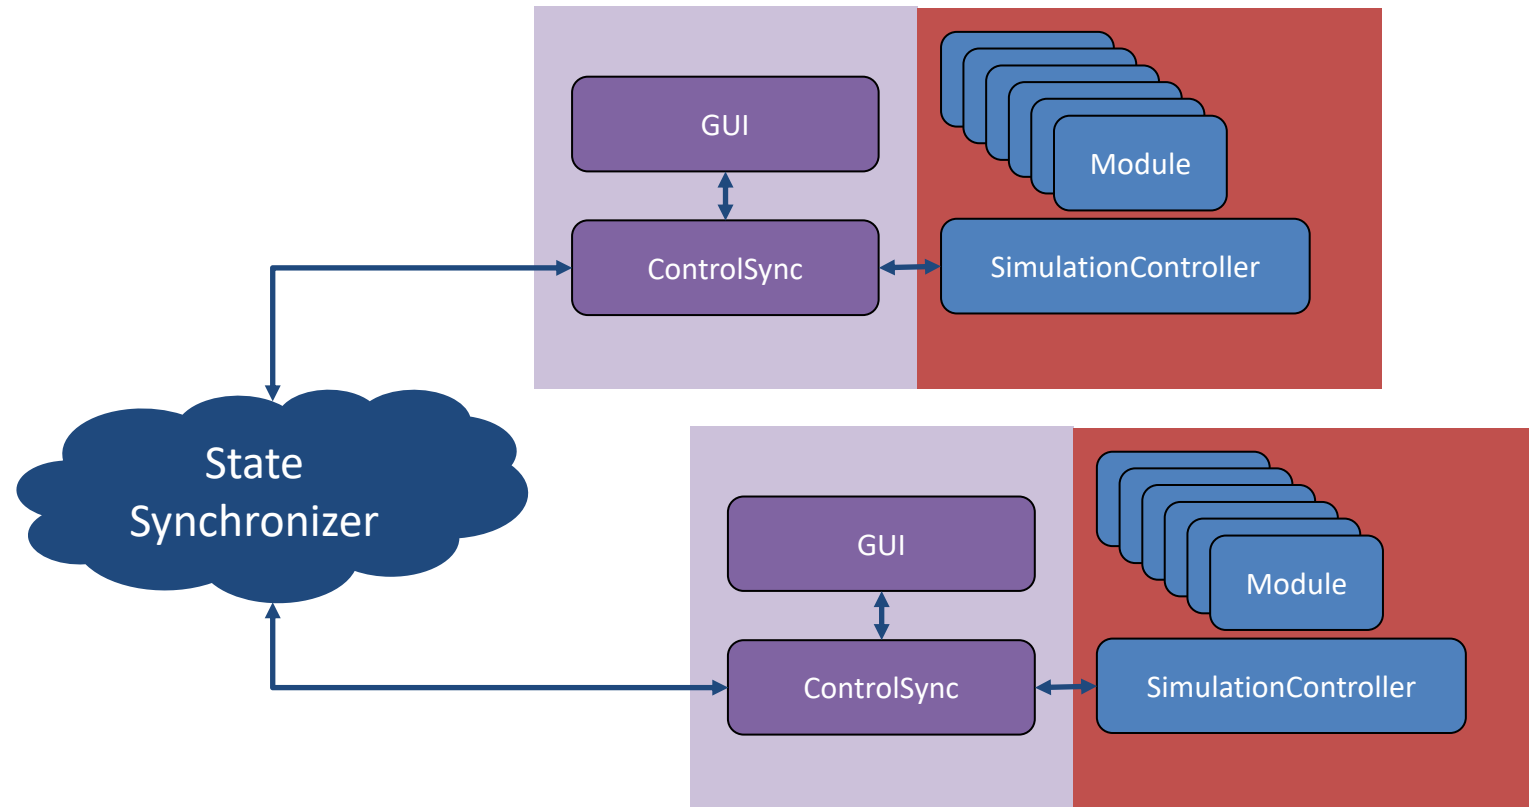 GUI
Module
ControlSync
SimulationController
State
Synchronizer
GUI
Module
ControlSync
SimulationController